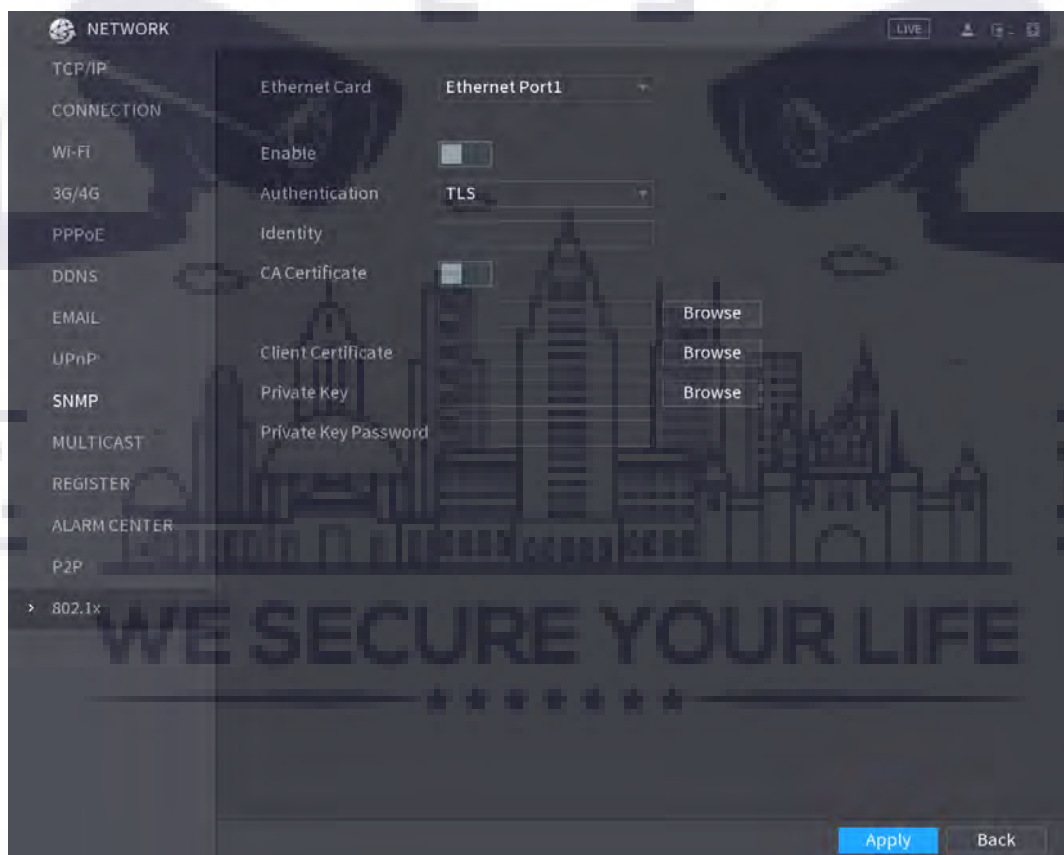 NETWORK
LIVE
TCP/IP
CONNECTION
Wi-Fi
3G/4G
PPPoE
DDNS
EMAIL
UPnP
SNMP
MULTICAST
REGISTER
ALARM CENTER
P2P
802.1x
Ethernet Card Ethernet Port1
Enable
Authentication TLS
Identity
CA Certificate
Browse
Client Certificate Browse
Private Key Browse
Private Key Password
WE SECURE YOUR LIFE
Apply Back